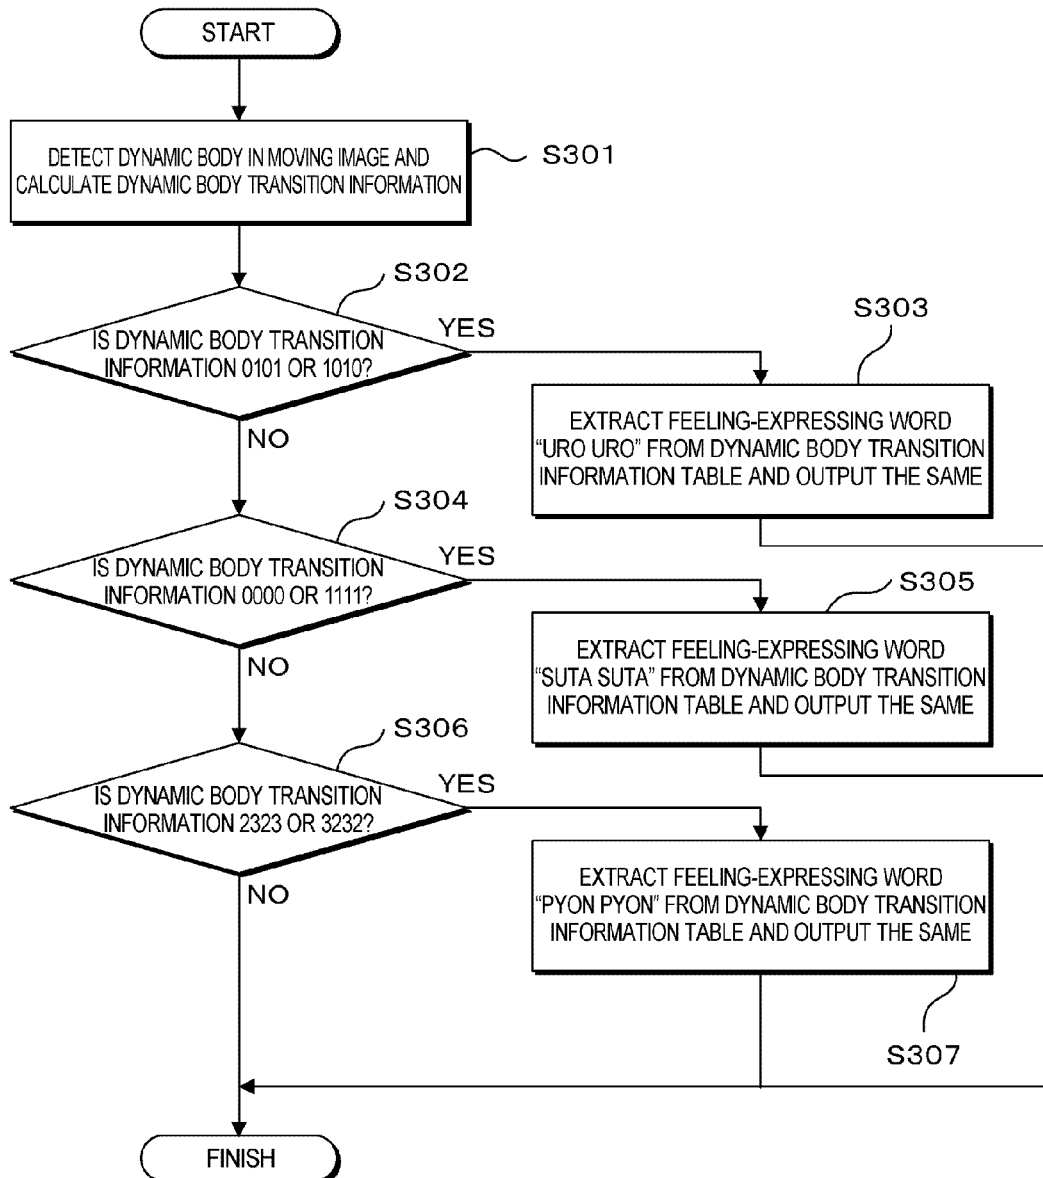 START
DETECT DYNAMIC BODY IN MOVING IMAGE AND
CALCULATE DYNAMIC BODY TRANSITION INFORMATION
S301
S302
IS DYNAMIC BODY TRANSITION
INFORMATION 0101 OR 1010?
YES
NO
S303
EXTRACT FEELING-EXPRESSING WORD
“URO URO” FROM DYNAMIC BODY TRANSITION
INFORMATION TABLE AND OUTPUT THE SAME
S304
IS DYNAMIC BODY TRANSITION
INFORMATION 0000 OR 1111?
YES
NO
S305
EXTRACT FEELING-EXPRESSING WORD
“SUTA SUTA” FROM DYNAMIC BODY TRANSITION
INFORMATION TABLE AND OUTPUT THE SAME
S306
IS DYNAMIC BODY TRANSITION
INFORMATION 2323 OR 3232?
YES
NO
EXTRACT FEELING-EXPRESSING WORD
“PYON PYON” FROM DYNAMIC BODY TRANSITION
INFORMATION TABLE AND OUTPUT THE SAME
S307
FINISH